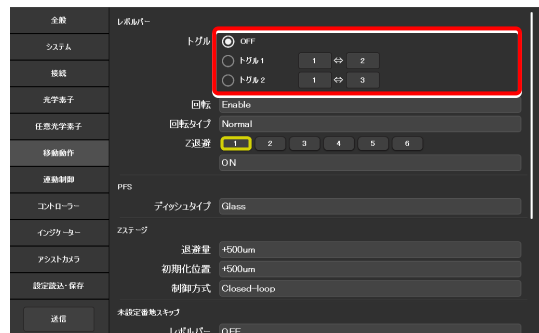 全般
システム
接続
光学素子
任意光学素子
移動動作
連動制御
コントローラー
インジケーター
アシストカメラ
設定読込・保存
送信
レボルバー
トグル OFF
トグル1 1 ⇔ 2
トグル2 1 ⇔ 3
回転 Enable
回転タイプ Normal
Z退避 1 2 3 4 5 6
ON
PFS
ディッシュタイプ Glass
Zステージ
退避量 +500um
初期化位置 +500um
制御方式 Closed-loop
未設定番地スキップ
レボルバー OFF